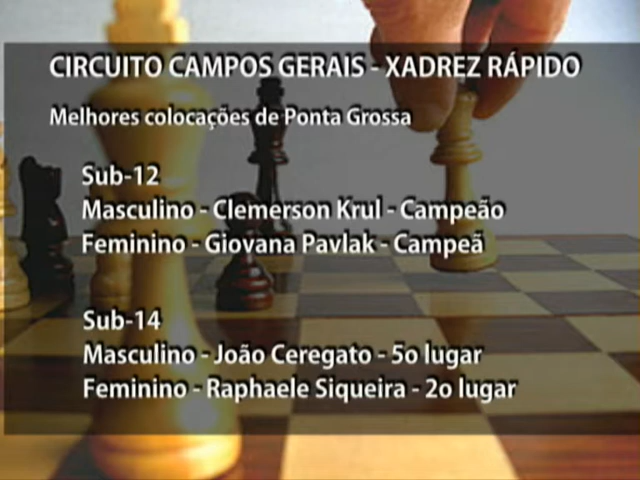 CIRCUITO CAMPOS GERAIS - XADREZ RÁPIDO
Melhores colocações de Ponta Grossa
Sub-12
Masculino - Clemerson Krul - Campeão
Feminino - Giovana Pavlak - Campeã
Sub-14
Masculino - João Ceregato - 5o lugar
Feminino - Raphaele Siqueira - 2o lugar